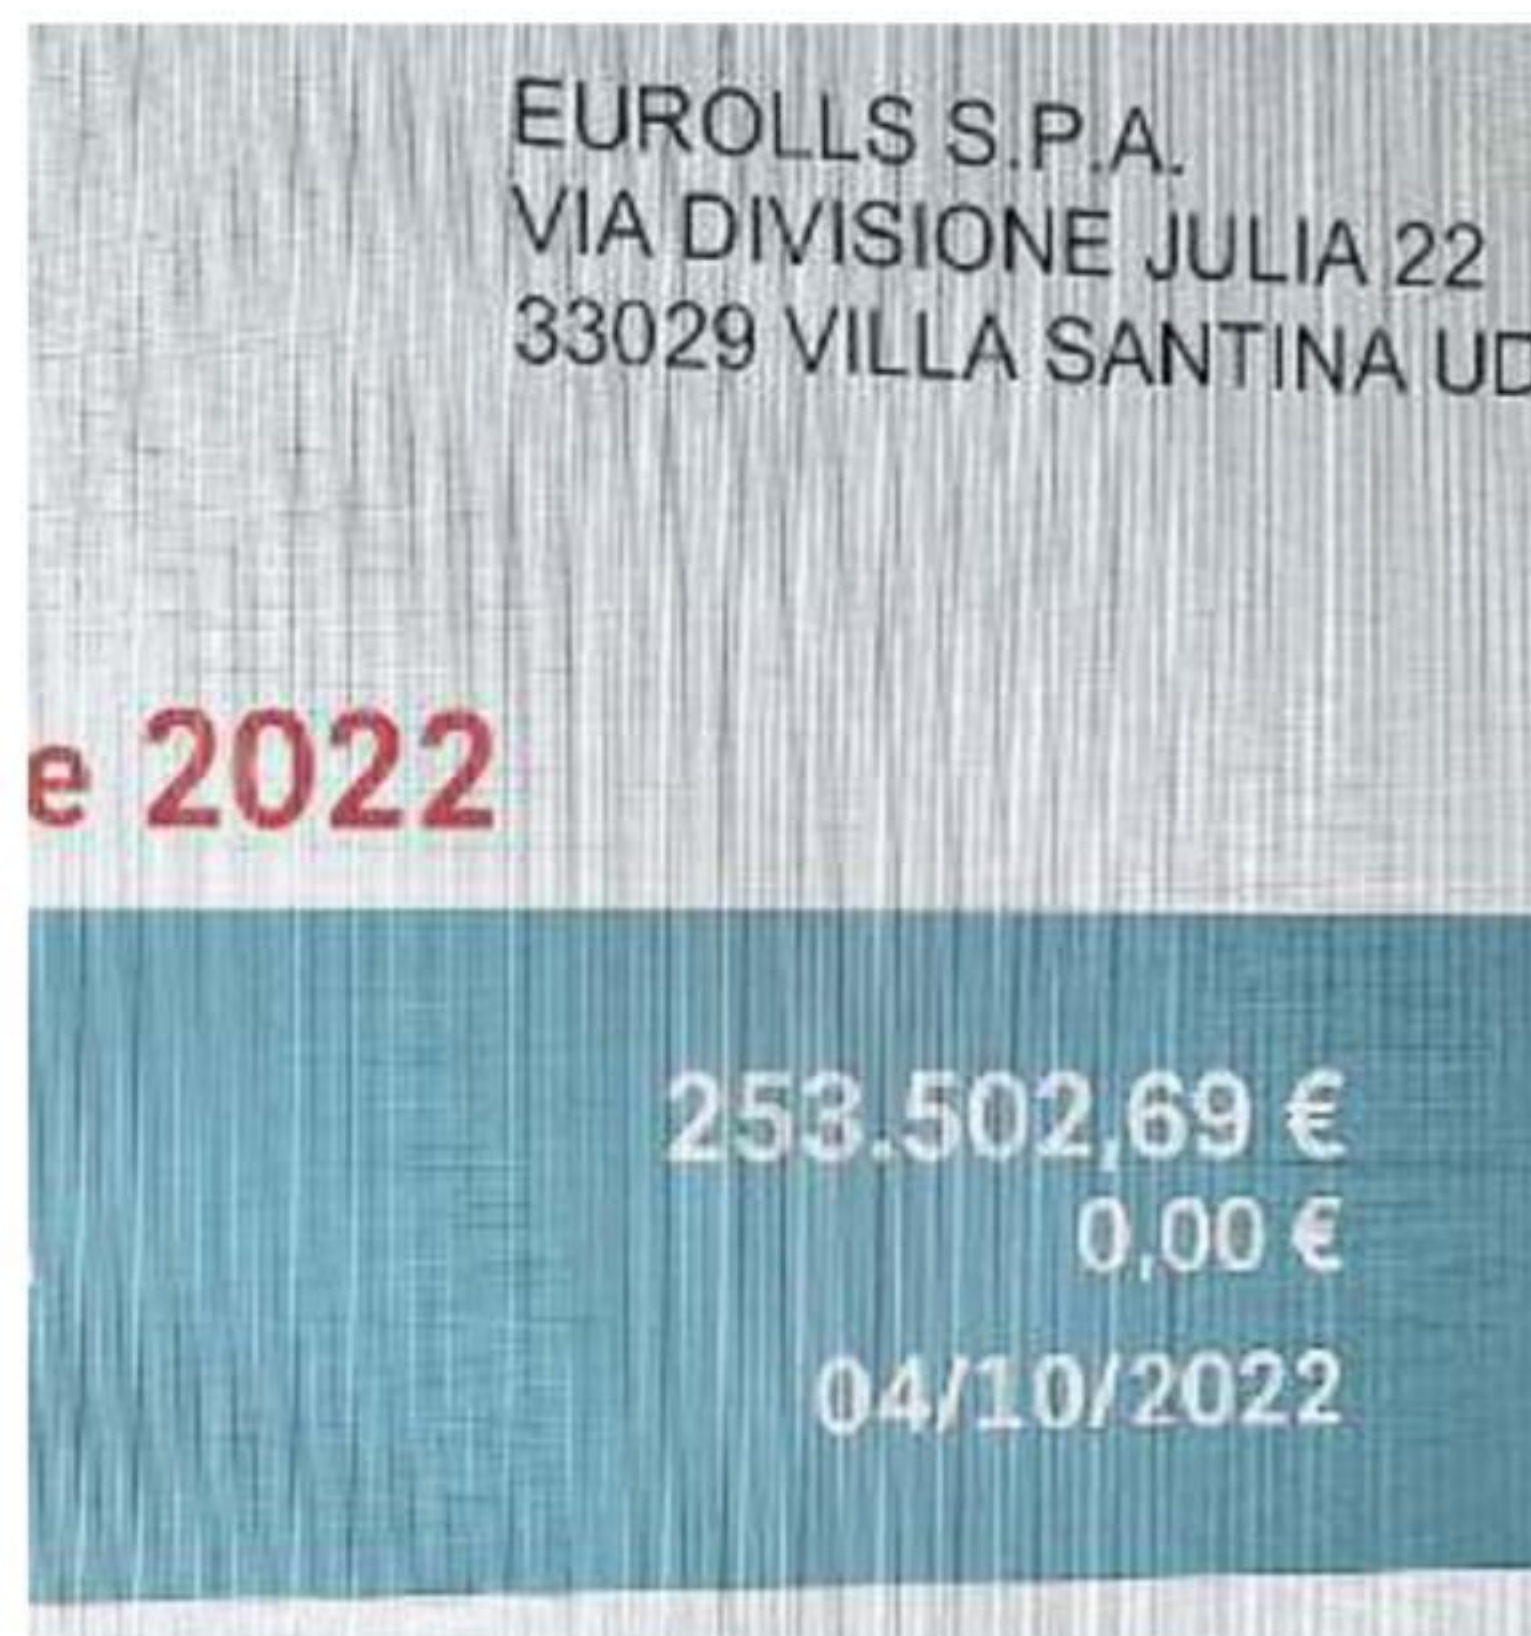 EUROLLS S.P.A.
VIA DIVISIONE JULIA 22
33029 VILLA SANTINA UD
e 2022
253.502,69 €
0,00 €
04/10/2022